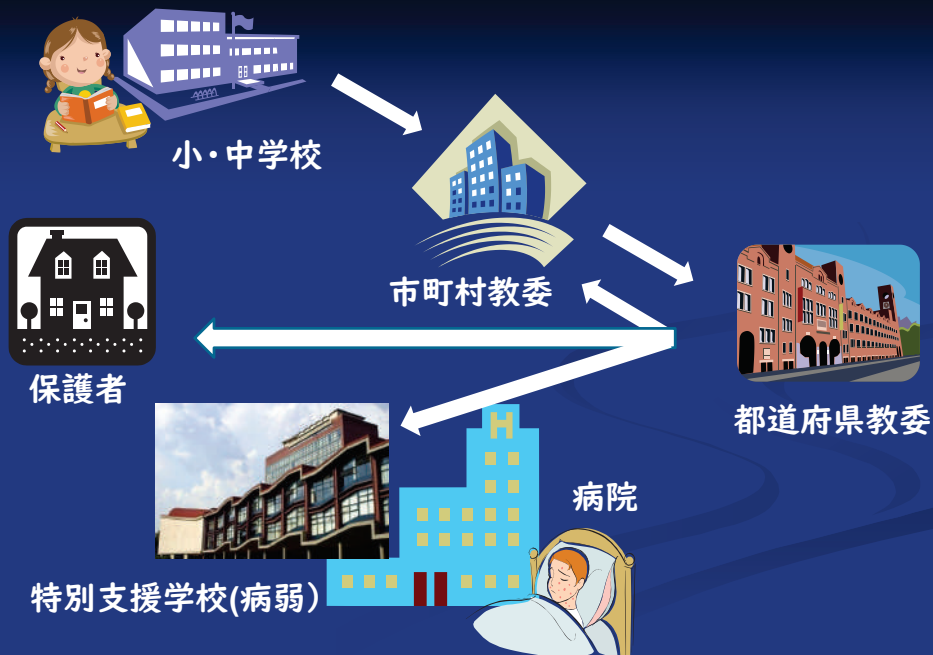 小・中学校
市町村教委
保護者
都道府県教委
病院
H
特別支援学校(病弱）